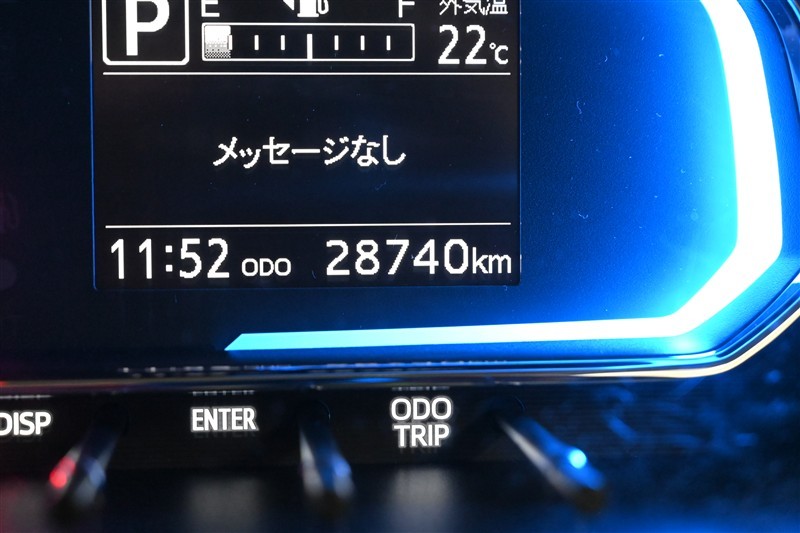 P E F 外気温
22℃
メッセージなし
11:52 ODO 28740km
DISP ENTER ODO
TRIP